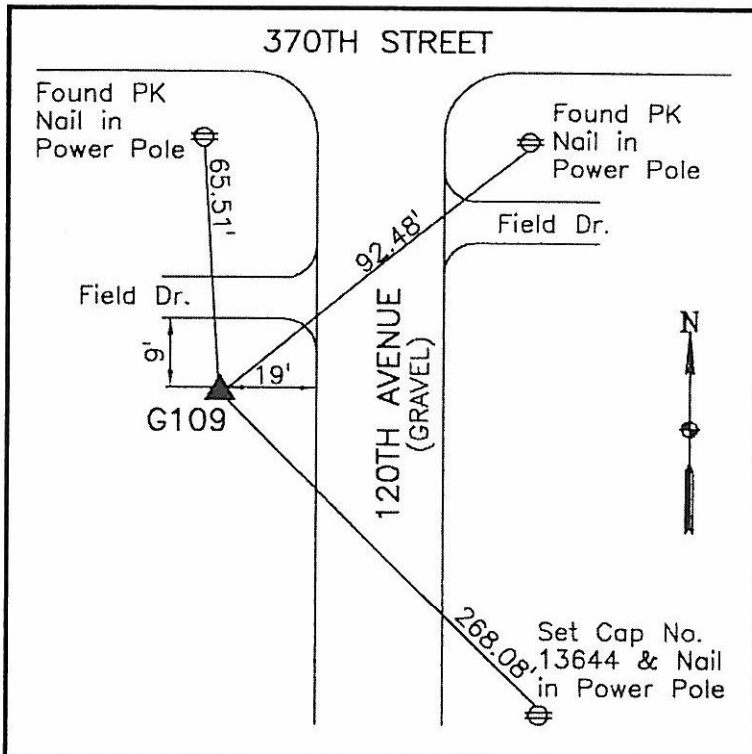 370TH STREET
Found PK
Nail in
Power Pole
Found PK
Nail in
Power Pole
65.51'
92.48'
Field Dr.
Field Dr.
9'
19'
G109
120TH AVENUE
(GRAVEL)
N
268.08'
Set Cap No.
13644 & Nail
in Power Pole